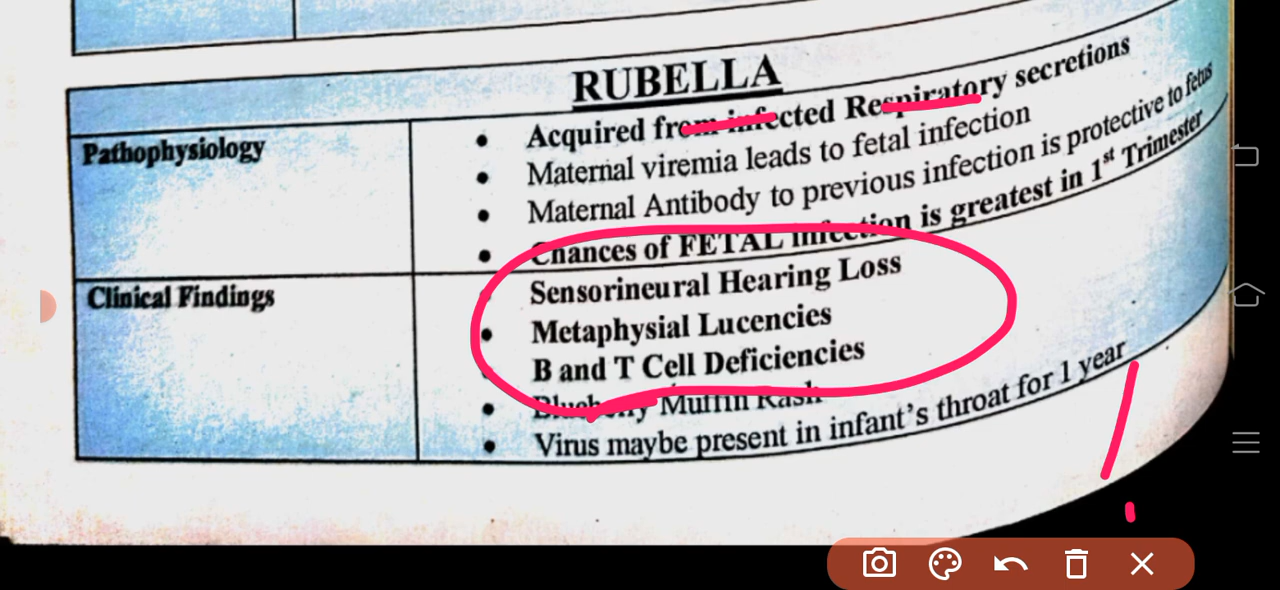 RUBELLA
Pathophysiology
Acquired from infected Respiratory secretions
Maternal viremia leads to fetal infection
Maternal Antibody to previous infection is protective to fetus
Chances of FETAL infection is greatest in 1st Trimester
Clinical Findings
Sensorineural Hearing Loss
Metaphysial Lucencies
B and T Cell Deficiencies
Blueberry Muffin Rash
Virus maybe present in infant's throat for 1 year